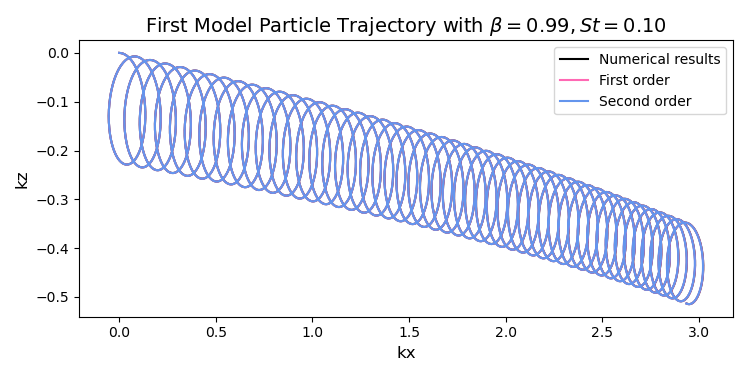 First Model Particle Trajectory with β = 0.99, St = 0.10
Numerical results
First order
Second order
kz
0.0
−0.1
−0.2
−0.3
−0.4
−0.5
0.0 0.5 1.0 1.5 2.0 2.5 3.0
kx